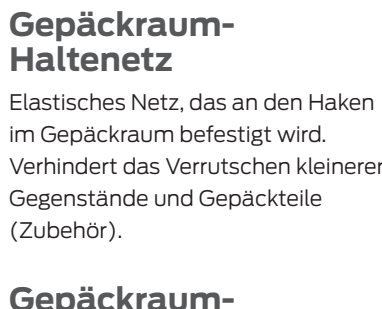 Gepäckraum-
Haltenetz
Elastisches Netz, das an den Haken
im Gepäckraum befestigt wird.
Verhindert das Verrutschen kleinerer
Gegenstände und Gepäckteile
(Zubehör).
Gepäckraum-